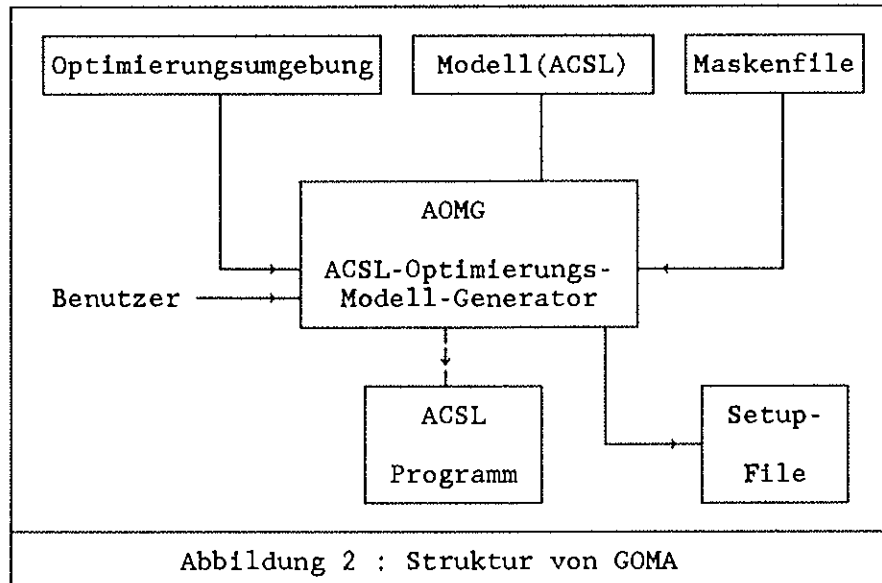 Optimierungsumgebung
Modell(ACSL)
Maskenfile
AOMG
ACSL-Optimierungs-
Modell-Generator
Benutzer
ACSL
Programm
Setup-
File
Abbildung 2 : Struktur von GOMA